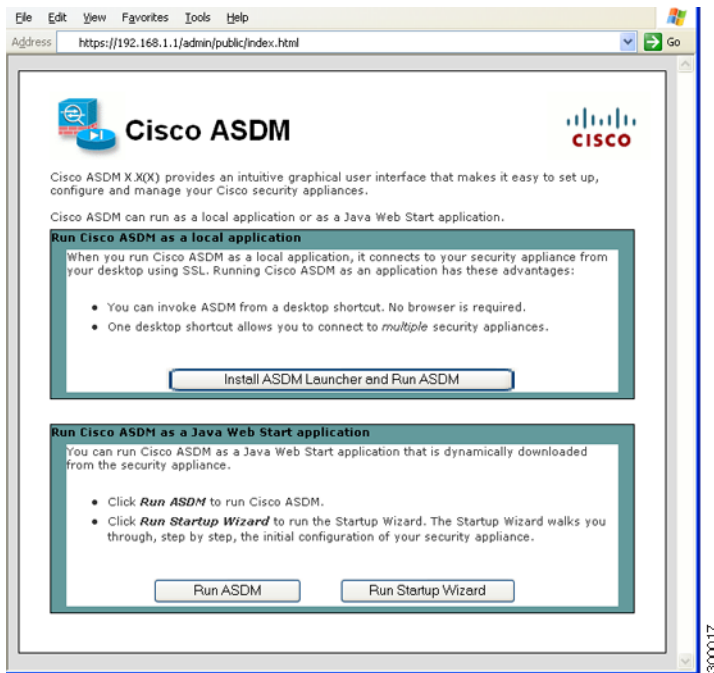 File Edit View Favorites Tools Help
Address https://192.168.1.1/admin/public/index.html Go
Cisco ASDM
CISCO
Cisco ASDM X.X(X) provides an intuitive graphical user interface that makes it easy to set up,
configure and manage your Cisco security appliances.
Cisco ASDM can run as a local application or as a Java Web Start application.
Run Cisco ASDM as a local application
When you run Cisco ASDM as a local application, it connects to your security appliance from
your desktop using SSL. Running Cisco ASDM as an application has these advantages:
• You can invoke ASDM from a desktop shortcut. No browser is required.
• One desktop shortcut allows you to connect to multiple security appliances.
Install ASDM Launcher and Run ASDM
Run Cisco ASDM as a Java Web Start application
You can run Cisco ASDM as a Java Web Start application that is dynamically downloaded
from the security appliance.
• Click Run ASDM to run Cisco ASDM.
• Click Run Startup Wizard to run the Startup Wizard. The Startup Wizard walks you
through, step by step, the initial configuration of your security appliance.
Run ASDM Run Startup Wizard
300017